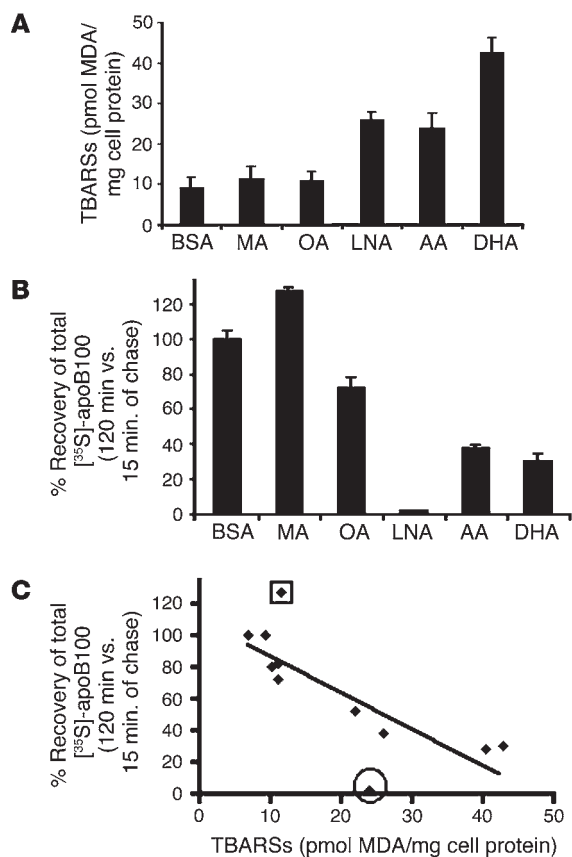 A
TBARSs (pmol MDA/
mg cell protein)
50
40
30
20
10
0
BSA MA OA LNA AA DHA
B
% Recovery of total
[³⁵S]-apoB100
(120 min vs.
15 min. of chase)
120
100
80
60
40
20
0
BSA MA OA LNA AA DHA
C
% Recovery of total
[³⁵S]-apoB100
(120 min vs.
15 min. of chase)
120
100
80
60
40
20
0
0 10 20 30 40 50
TBARSs (pmol MDA/mg cell protein)